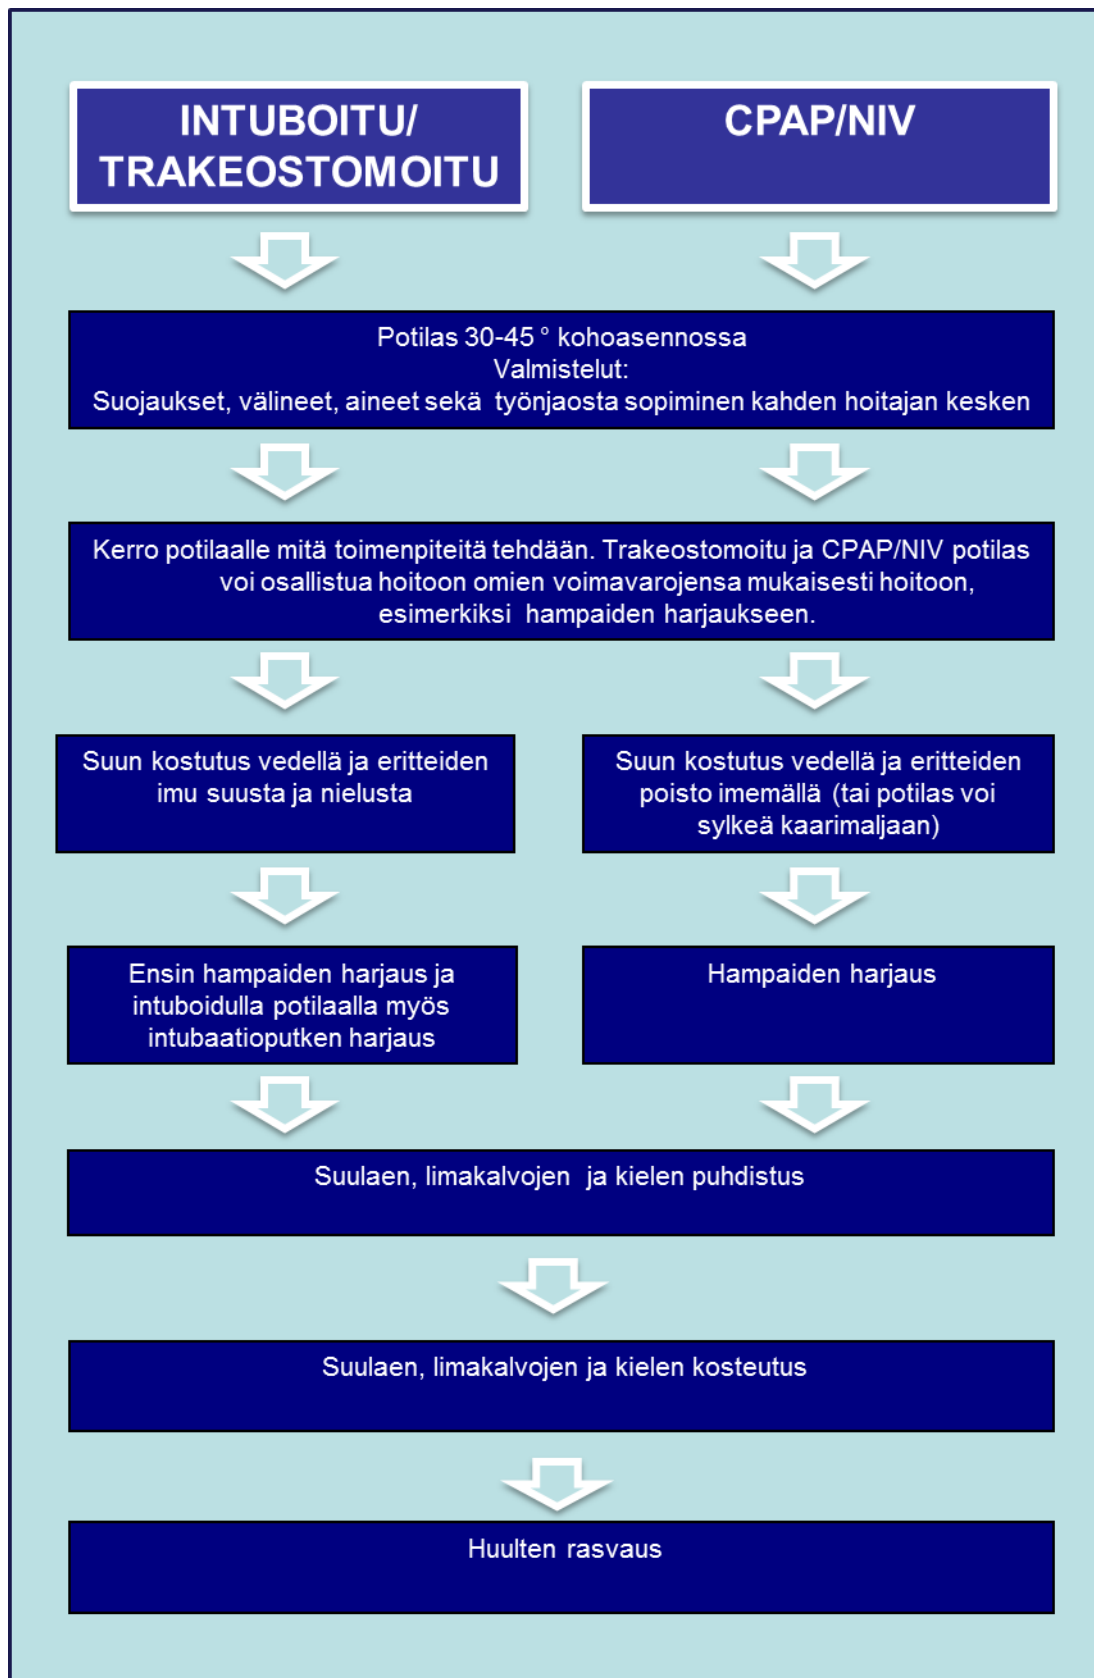 INTUBOITU/
TRAKEOSTOMOITU
CPAP/NIV
Potilas 30-45 ° kohoasennossa
Valmistelut:
Suojaukset, välineet, aineet sekä työnjaosta sopiminen kahden hoitajan kesken
Kerro potilaalle mitä toimenpiteitä tehdään. Trakeostomoitu ja CPAP/NIV potilas
voi osallistua hoitoon omien voimavarojensa mukaisesti hoitoon,
esimerkiksi hampaiden harjaukseen.
Suun kostutus vedellä ja eritteiden
imu suusta ja nielusta
Suun kostutus vedellä ja eritteiden
poisto imemällä (tai potilas voi
sylkeä kaarimaljaan)
Ensin hampaiden harjaus ja
intuboidulla potilaalla myös
intubaatioputken harjaus
Hampaiden harjaus
Suulaen, limakalvojen ja kielen puhdistus
Suulaen, limakalvojen ja kielen kosteutus
Huulten rasvaus